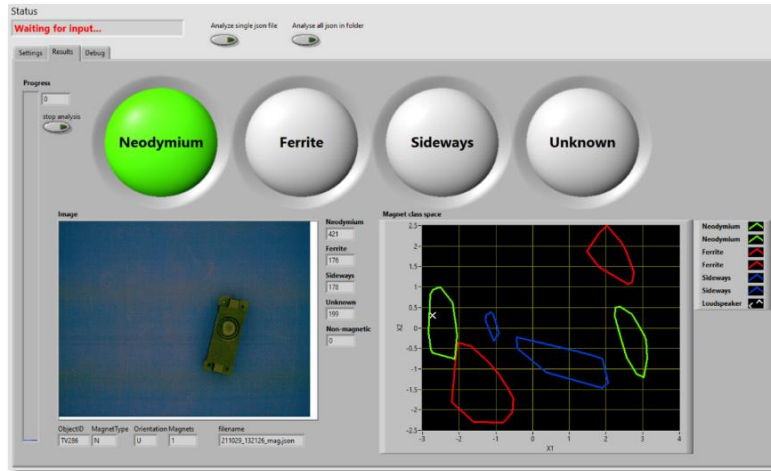 Status
Waiting for input...
Analyze single json file
Analyse all json in folder
Settings Results Debug
Progress
0
stop analysis
Neodymium
Ferrite
Sideways
Unknown
Image
Neodymium
421
Ferrite
176
Sideways
178
Unknown
199
Non-magnetic
0
ObjectID MagnetType Orientation Magnets filename
TV286 N U 1 211029_132126_mag.json
Magnet class space
2.5
2
1.5
1
0.5
0
-0.5
-1
-1.5
-2
-2.5
X2
-3 -2 -1 0 1 2 3 4
X1
Neodymium
Neodymium
Ferrite
Ferrite
Sideways
Sideways
Loudspeaker